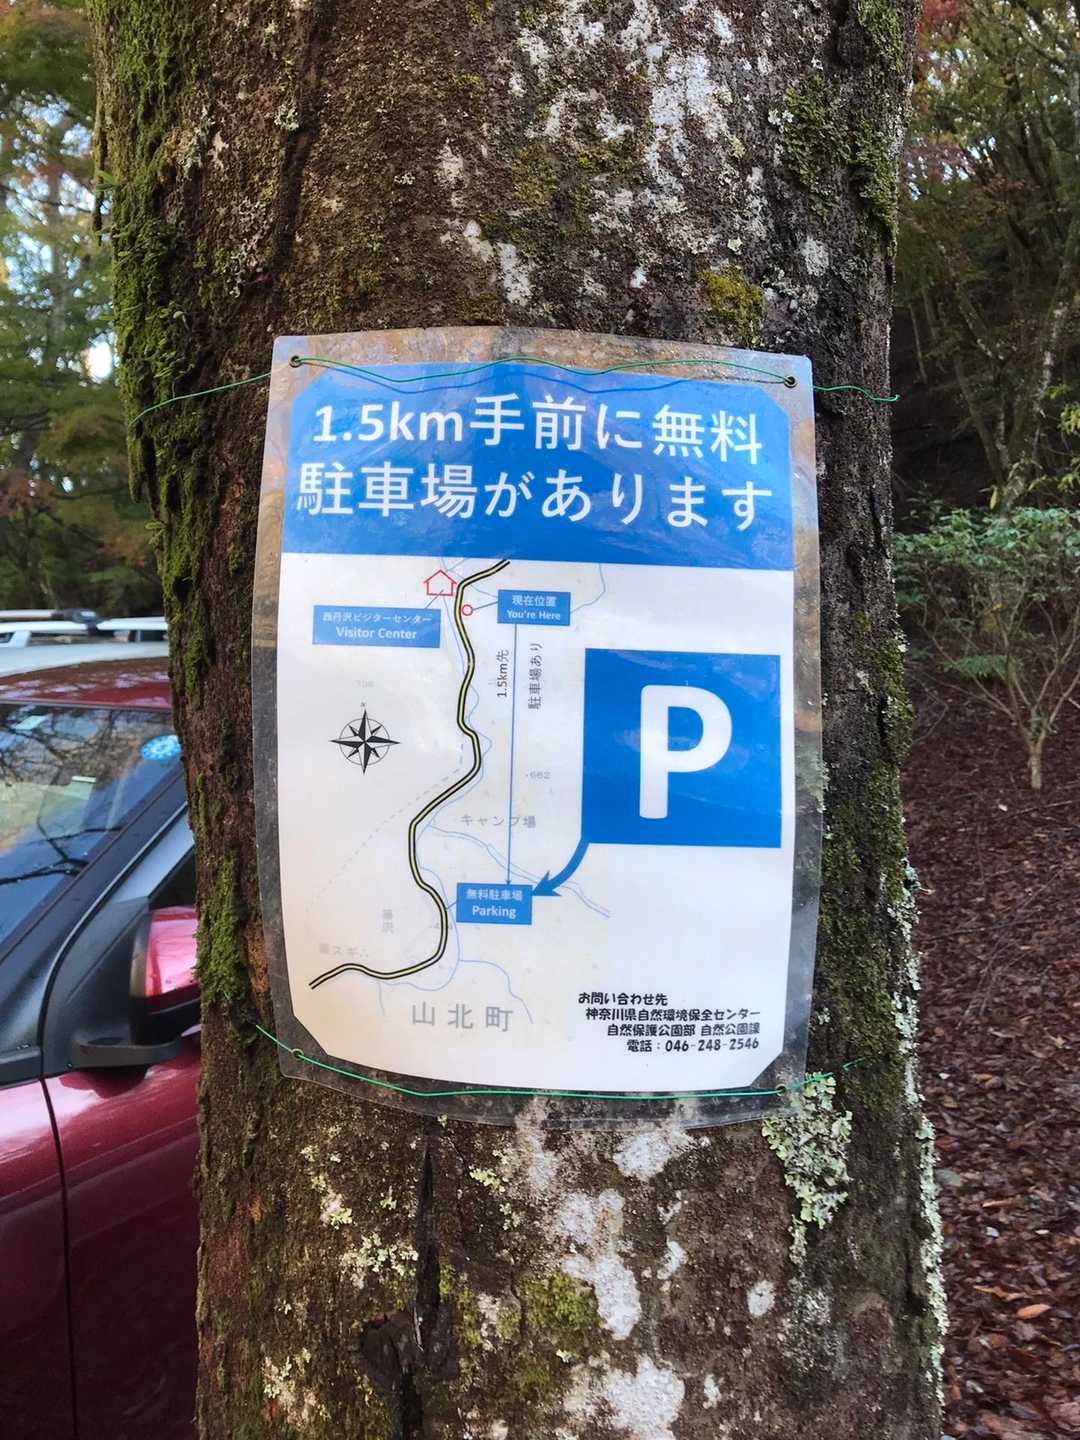 1.5km手前に無料
駐車場があります
現在位置
You're Here
西丹沢ビジターセンター
Visitor Center
1.5km先
駐車場あり
N
P
・662
キャンプ場
無料駐車場
Parking
山北町
お問い合わせ先
神奈川県自然環境保全センター
自然保護公園部 自然公園課
電話：046-248-2546